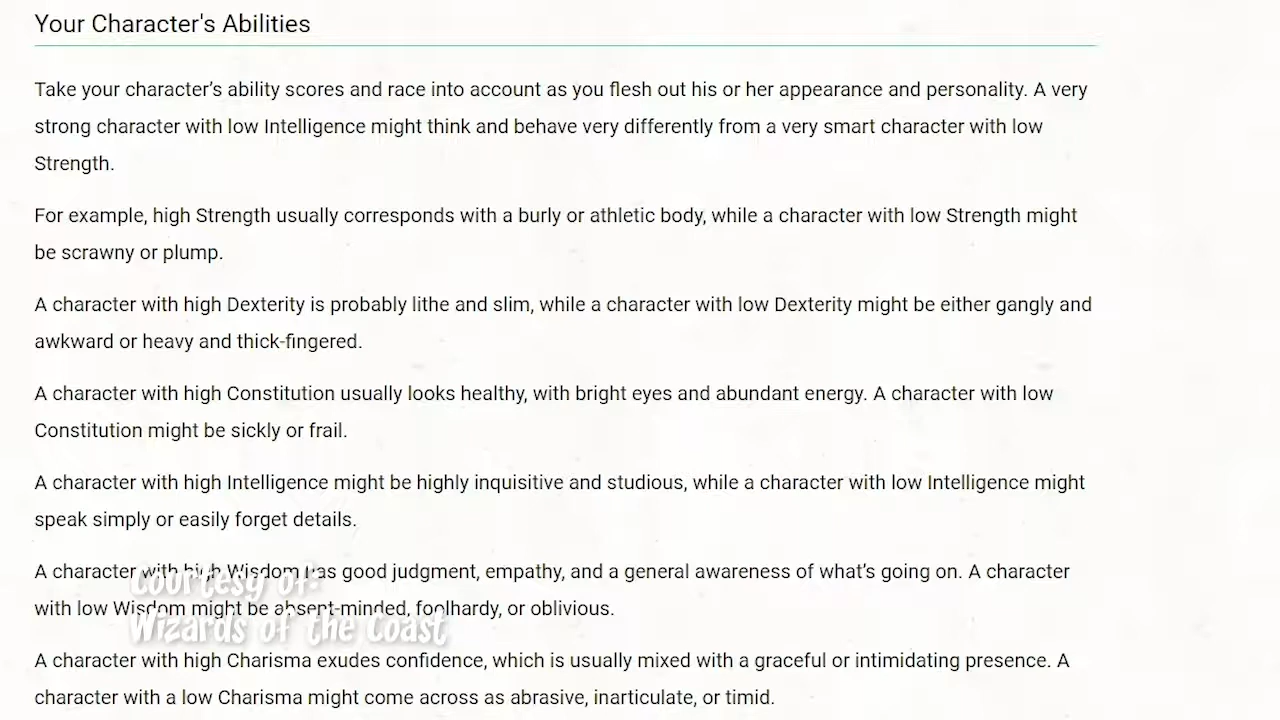 Your Character's Abilities
Take your character's ability scores and race into account as you flesh out his or her appearance and personality. A very
strong character with low Intelligence might think and behave very differently from a very smart character with low
Strength.
For example, high Strength usually corresponds with a burly or athletic body, while a character with low Strength might
be scrawny or plump.
A character with high Dexterity is probably lithe and slim, while a character with low Dexterity might be either gangly and
awkward or heavy and thick-fingered.
A character with high Constitution usually looks healthy, with bright eyes and abundant energy. A character with low
Constitution might be sickly or frail.
A character with high Intelligence might be highly inquisitive and studious, while a character with low Intelligence might
speak simply or easily forget details.
A character with high Wisdom has good judgment, empathy, and a general awareness of what's going on. A character
Courtesy of:
with low Wisdom might be absent-minded, foolhardy, or oblivious.
Wizards of the Coast
A character with high Charisma exudes confidence, which is usually mixed with a graceful or intimidating presence. A
character with a low Charisma might come across as abrasive, inarticulate, or timid.